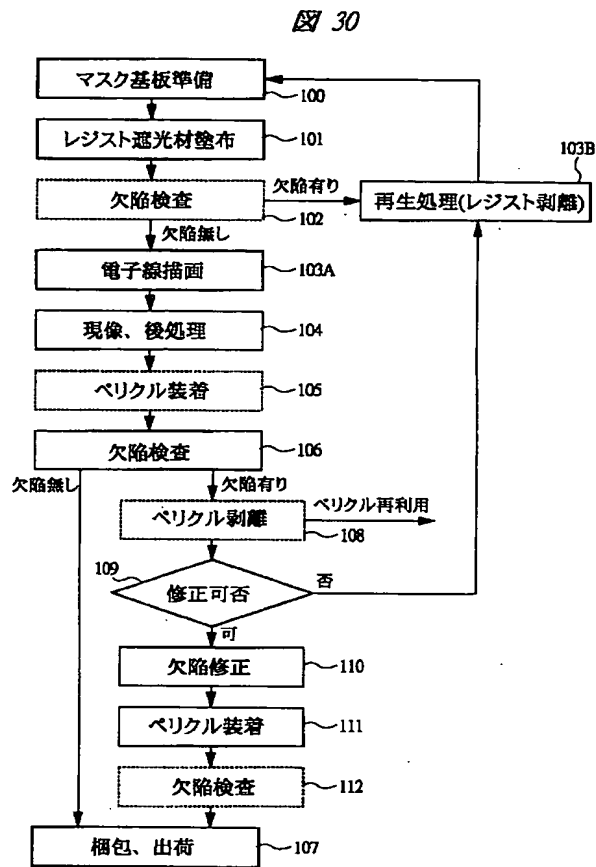 図 30
マスク基板準備
100
レジスト遮光材塗布
101
103B
欠陥検査
欠陥有り
102
再生処理(レジスト剥離)
欠陥無し
電子線描画
103A
現像、後処理
104
ペリクル装着
105
欠陥検査
106
欠陥無し
欠陥有り
ペリクル剥離
108
ペリクル再利用
109
修正可否
否
可
欠陥修正
110
ペリクル装着
111
欠陥検査
112
梱包、出荷
107